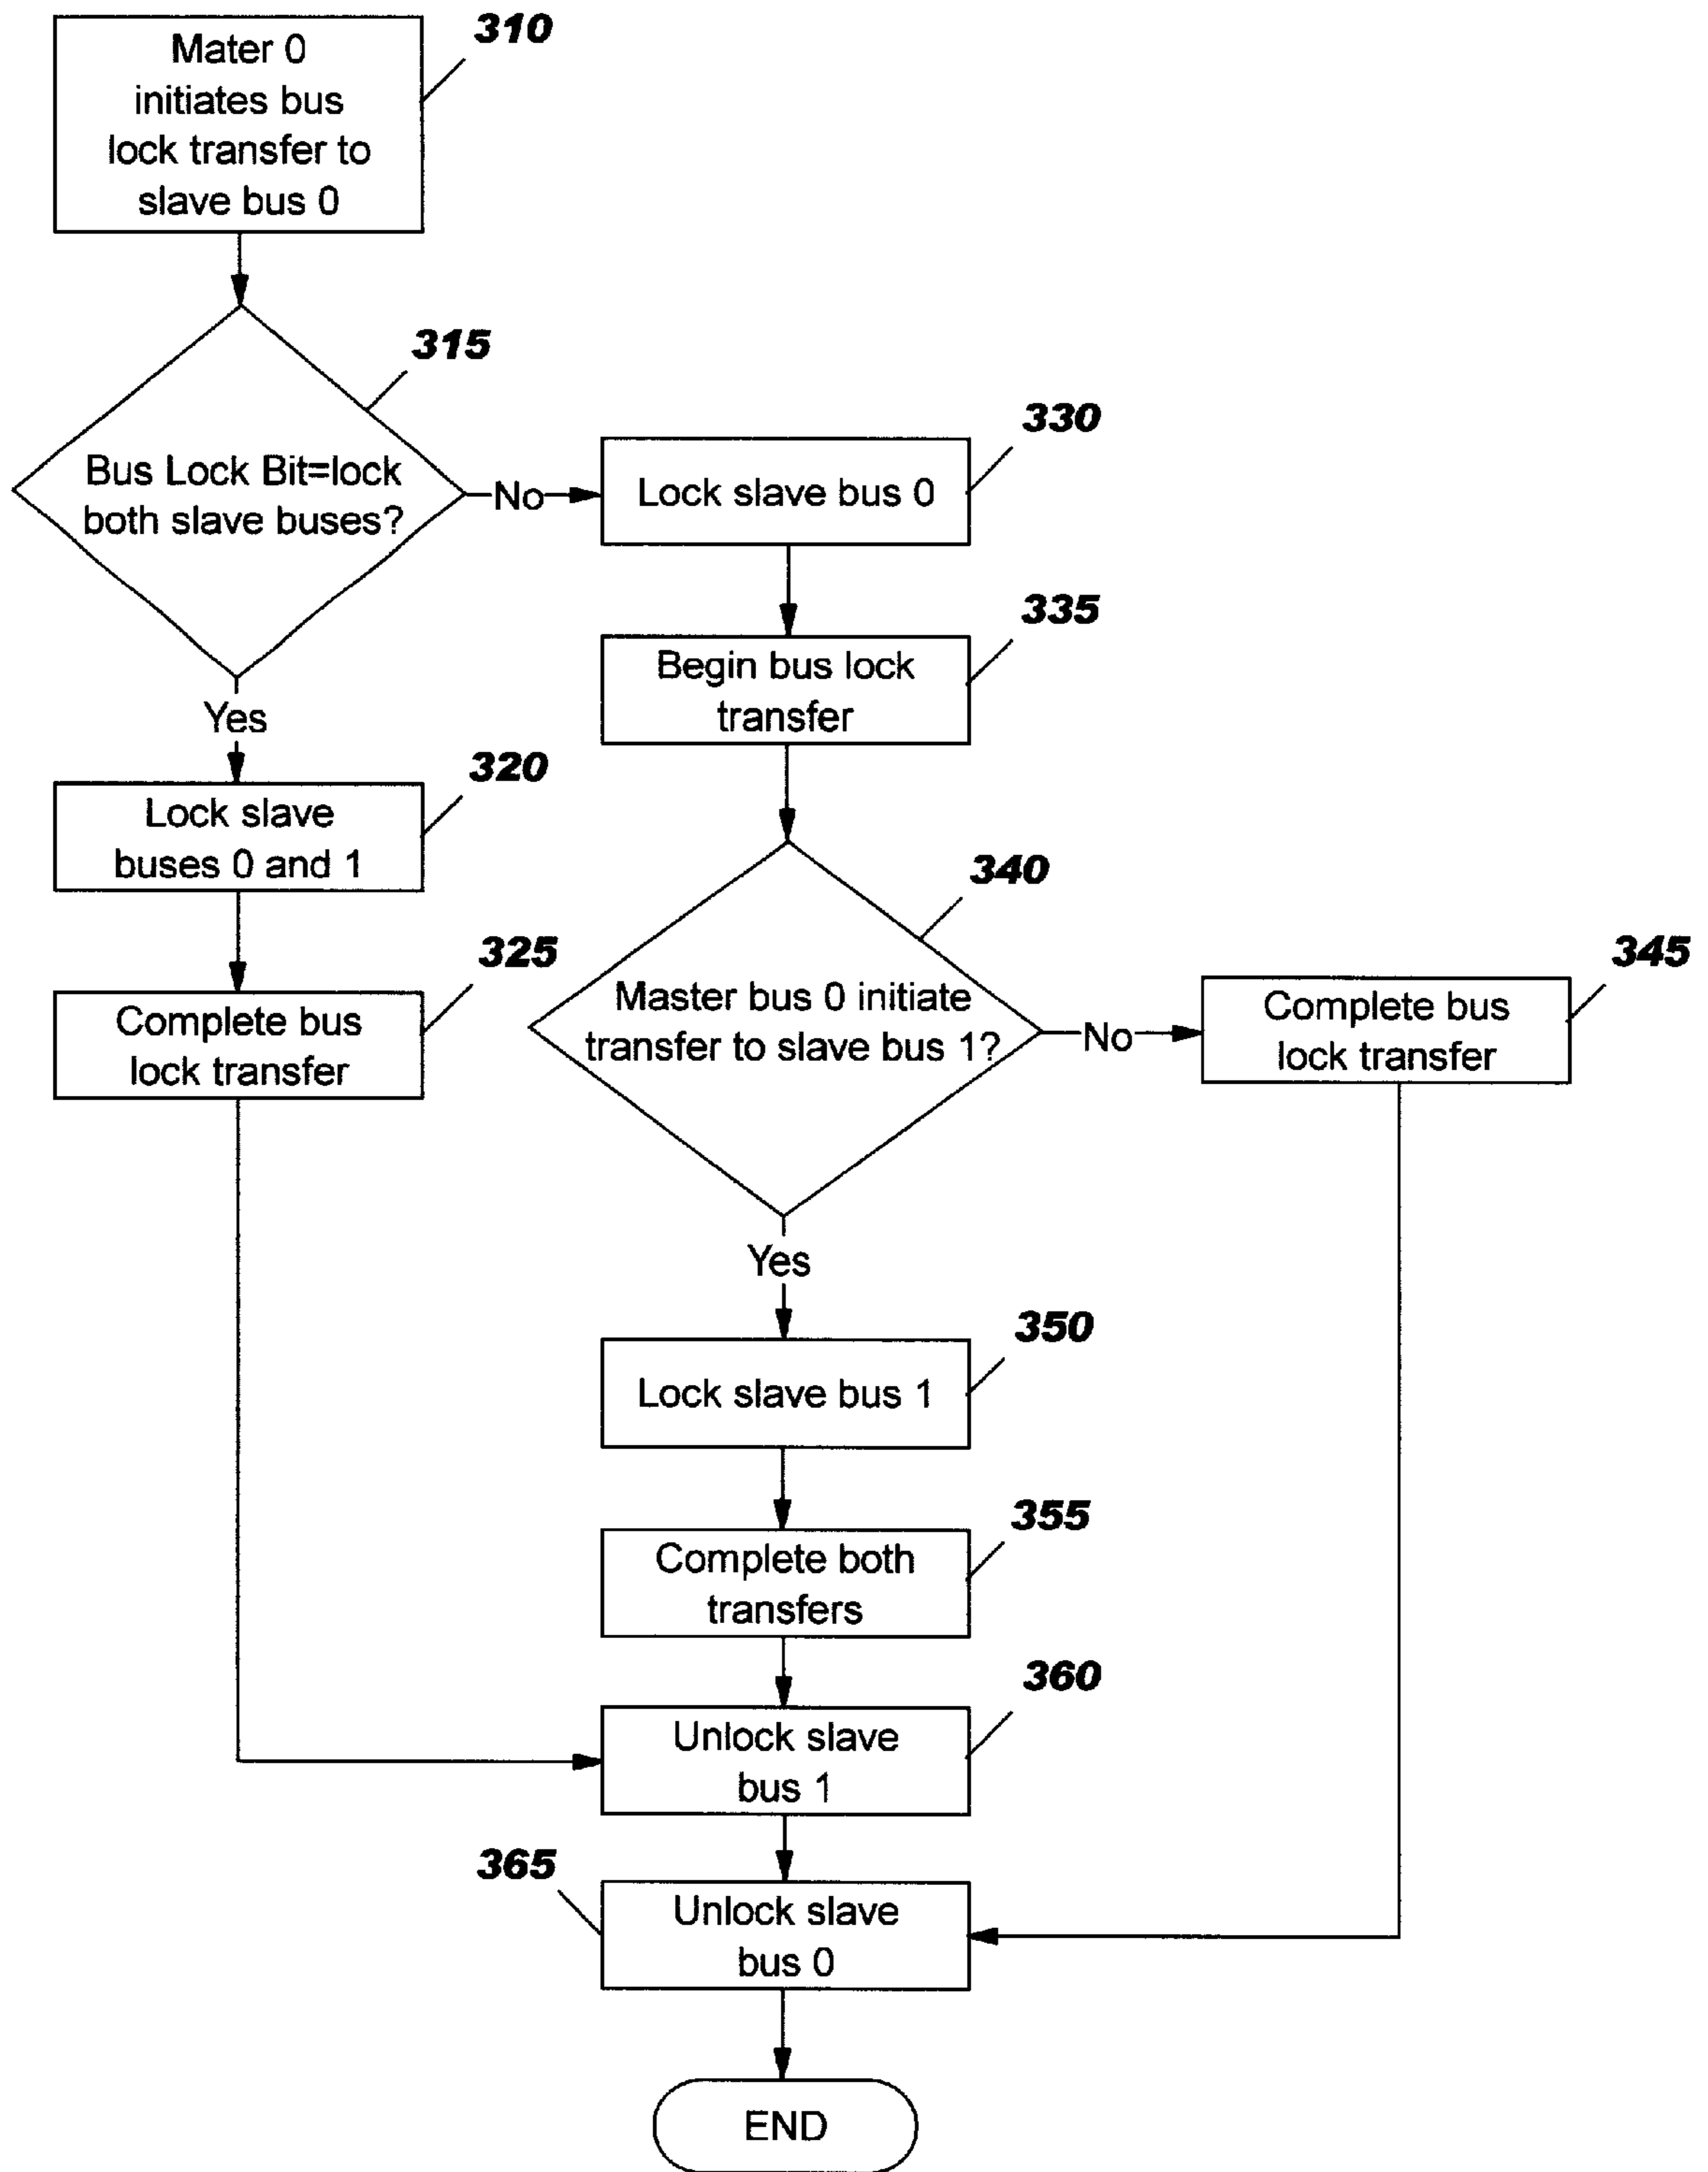 310
Mater 0
initiates bus
lock transfer to
slave bus 0
315
Bus Lock Bit=lock
both slave buses?
No
Yes
330
Lock slave bus 0
335
Begin bus lock
transfer
320
Lock slave
buses 0 and 1
325
Complete bus
lock transfer
340
Master bus 0 initiate
transfer to slave bus 1?
No
Yes
345
Complete bus
lock transfer
350
Lock slave bus 1
355
Complete both
transfers
360
Unlock slave
bus 1
365
Unlock slave
bus 0
END